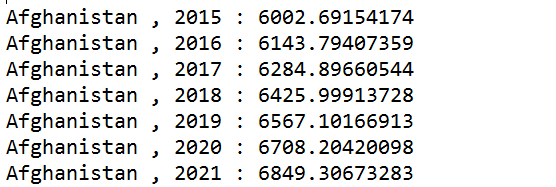 Afghanistan , 2015 : 6002.69154174
Afghanistan , 2016 : 6143.79407359
Afghanistan , 2017 : 6284.89660544
Afghanistan , 2018 : 6425.99913728
Afghanistan , 2019 : 6567.10166913
Afghanistan , 2020 : 6708.20420098
Afghanistan , 2021 : 6849.30673283